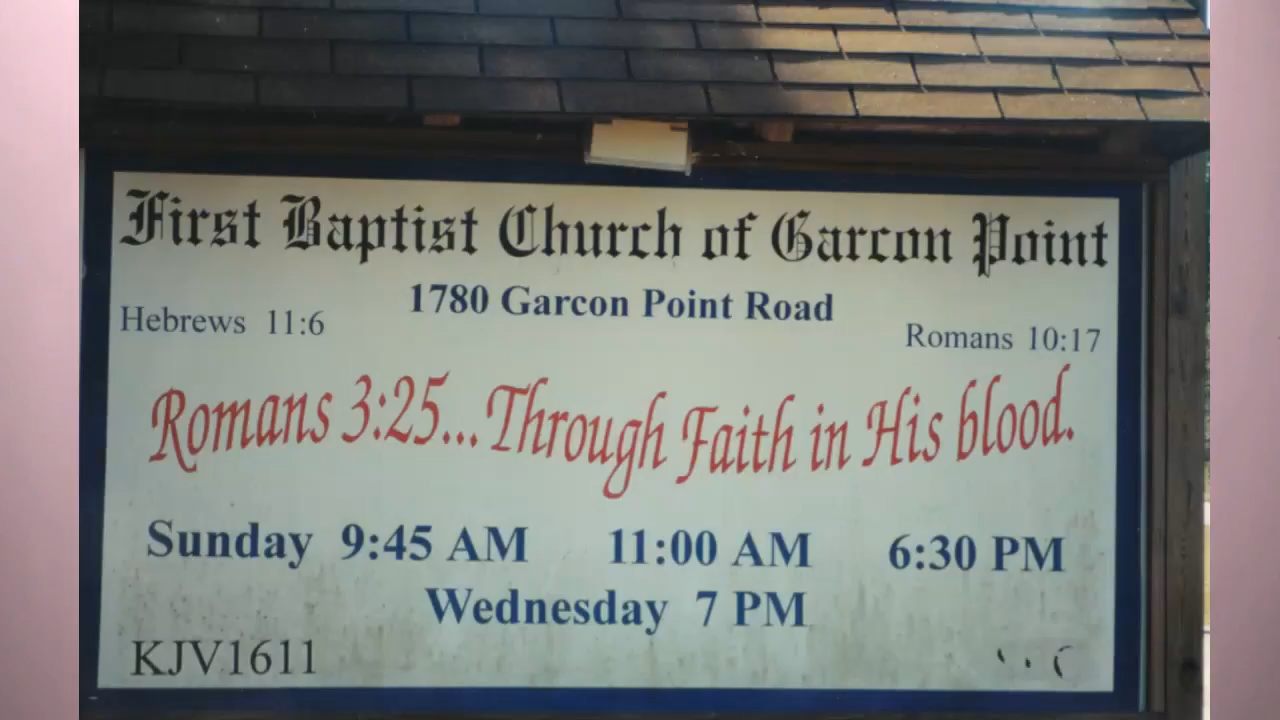 First Baptist Church of Garcon Point
1780 Garcon Point Road
Hebrews 11:6
Romans 10:17
Romans 3:25...Through Faith in His blood.
Sunday 9:45 AM 11:00 AM 6:30 PM
Wednesday 7 PM
KJV1611